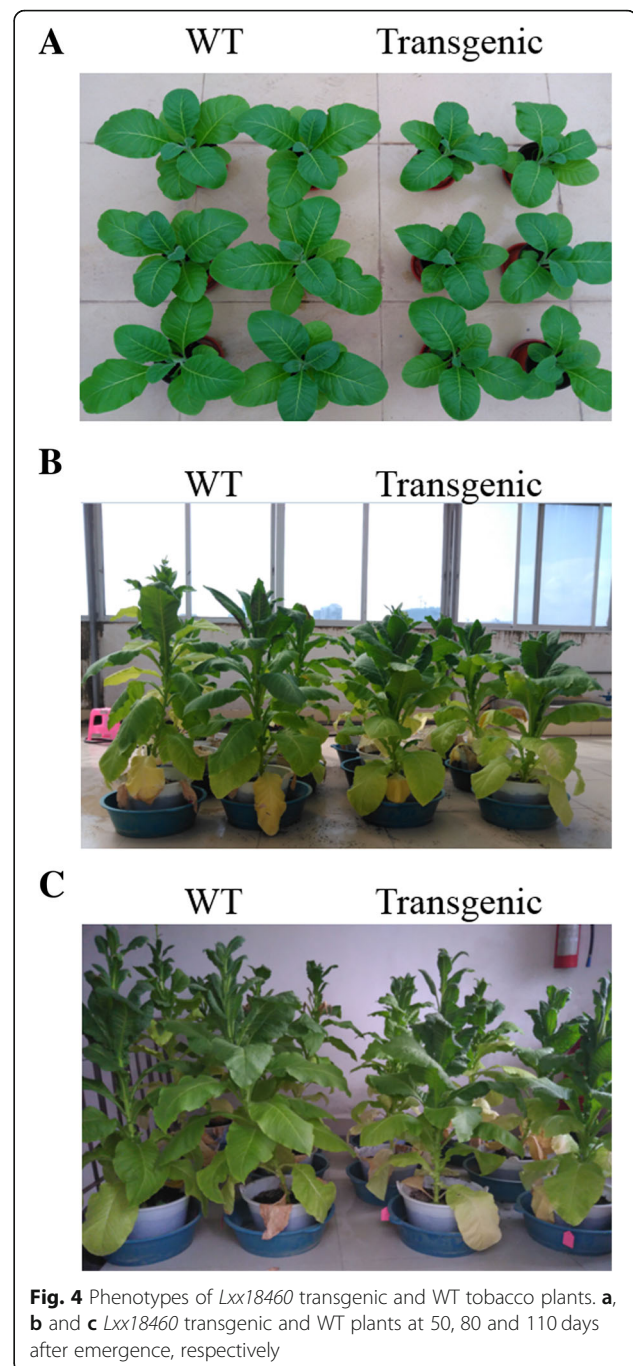 A
WT Transgenic
B
WT Transgenic
C
WT Transgenic
Fig. 4 Phenotypes of Lxx18460 transgenic and WT tobacco plants. a,
b and c Lxx18460 transgenic and WT plants at 50, 80 and 110 days
after emergence, respectively